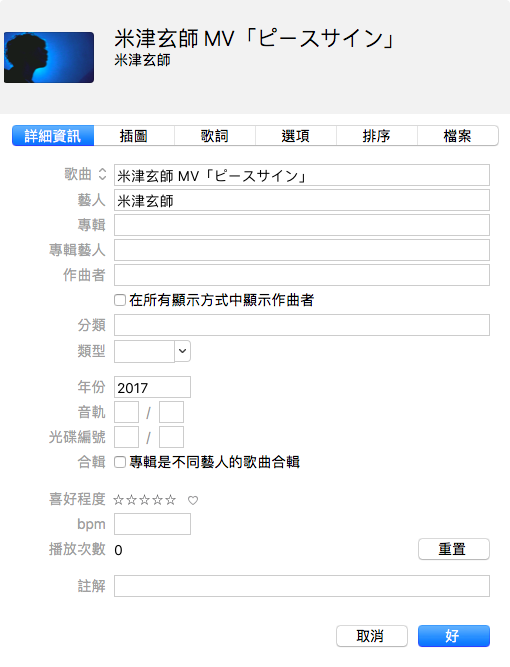 米津玄師 MV「ピースサイン」
米津玄師
詳細資訊 插圖 歌詞 選項 排序 檔案
歌曲 米津玄師 MV「ピースサイン」
藝人 米津玄師
專輯
專輯藝人
作曲者
在所有顯示方式中顯示作曲者
分類
類型
年份 2017
音軌 /
光碟編號 /
合輯 專輯是不同藝人的歌曲合輯
喜好程度 ☆☆☆☆☆ ♡
bpm
播放次數 0 重置
註解
取消 好